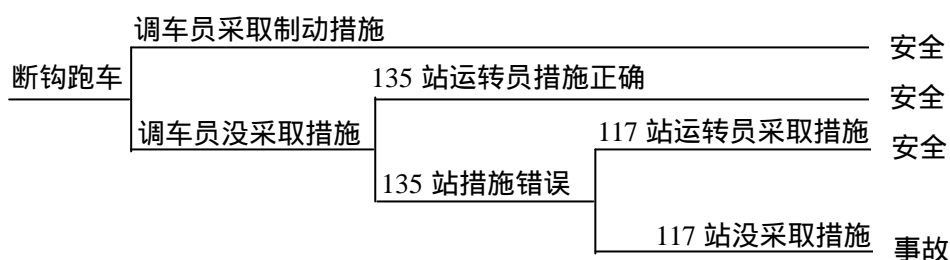 调车员采取制动措施
安全
断钩跑车
135 站运转员措施正确
安全
调车员没采取措施
117 站运转员采取措施
安全
135 站措施错误
117 站没采取措施
事故